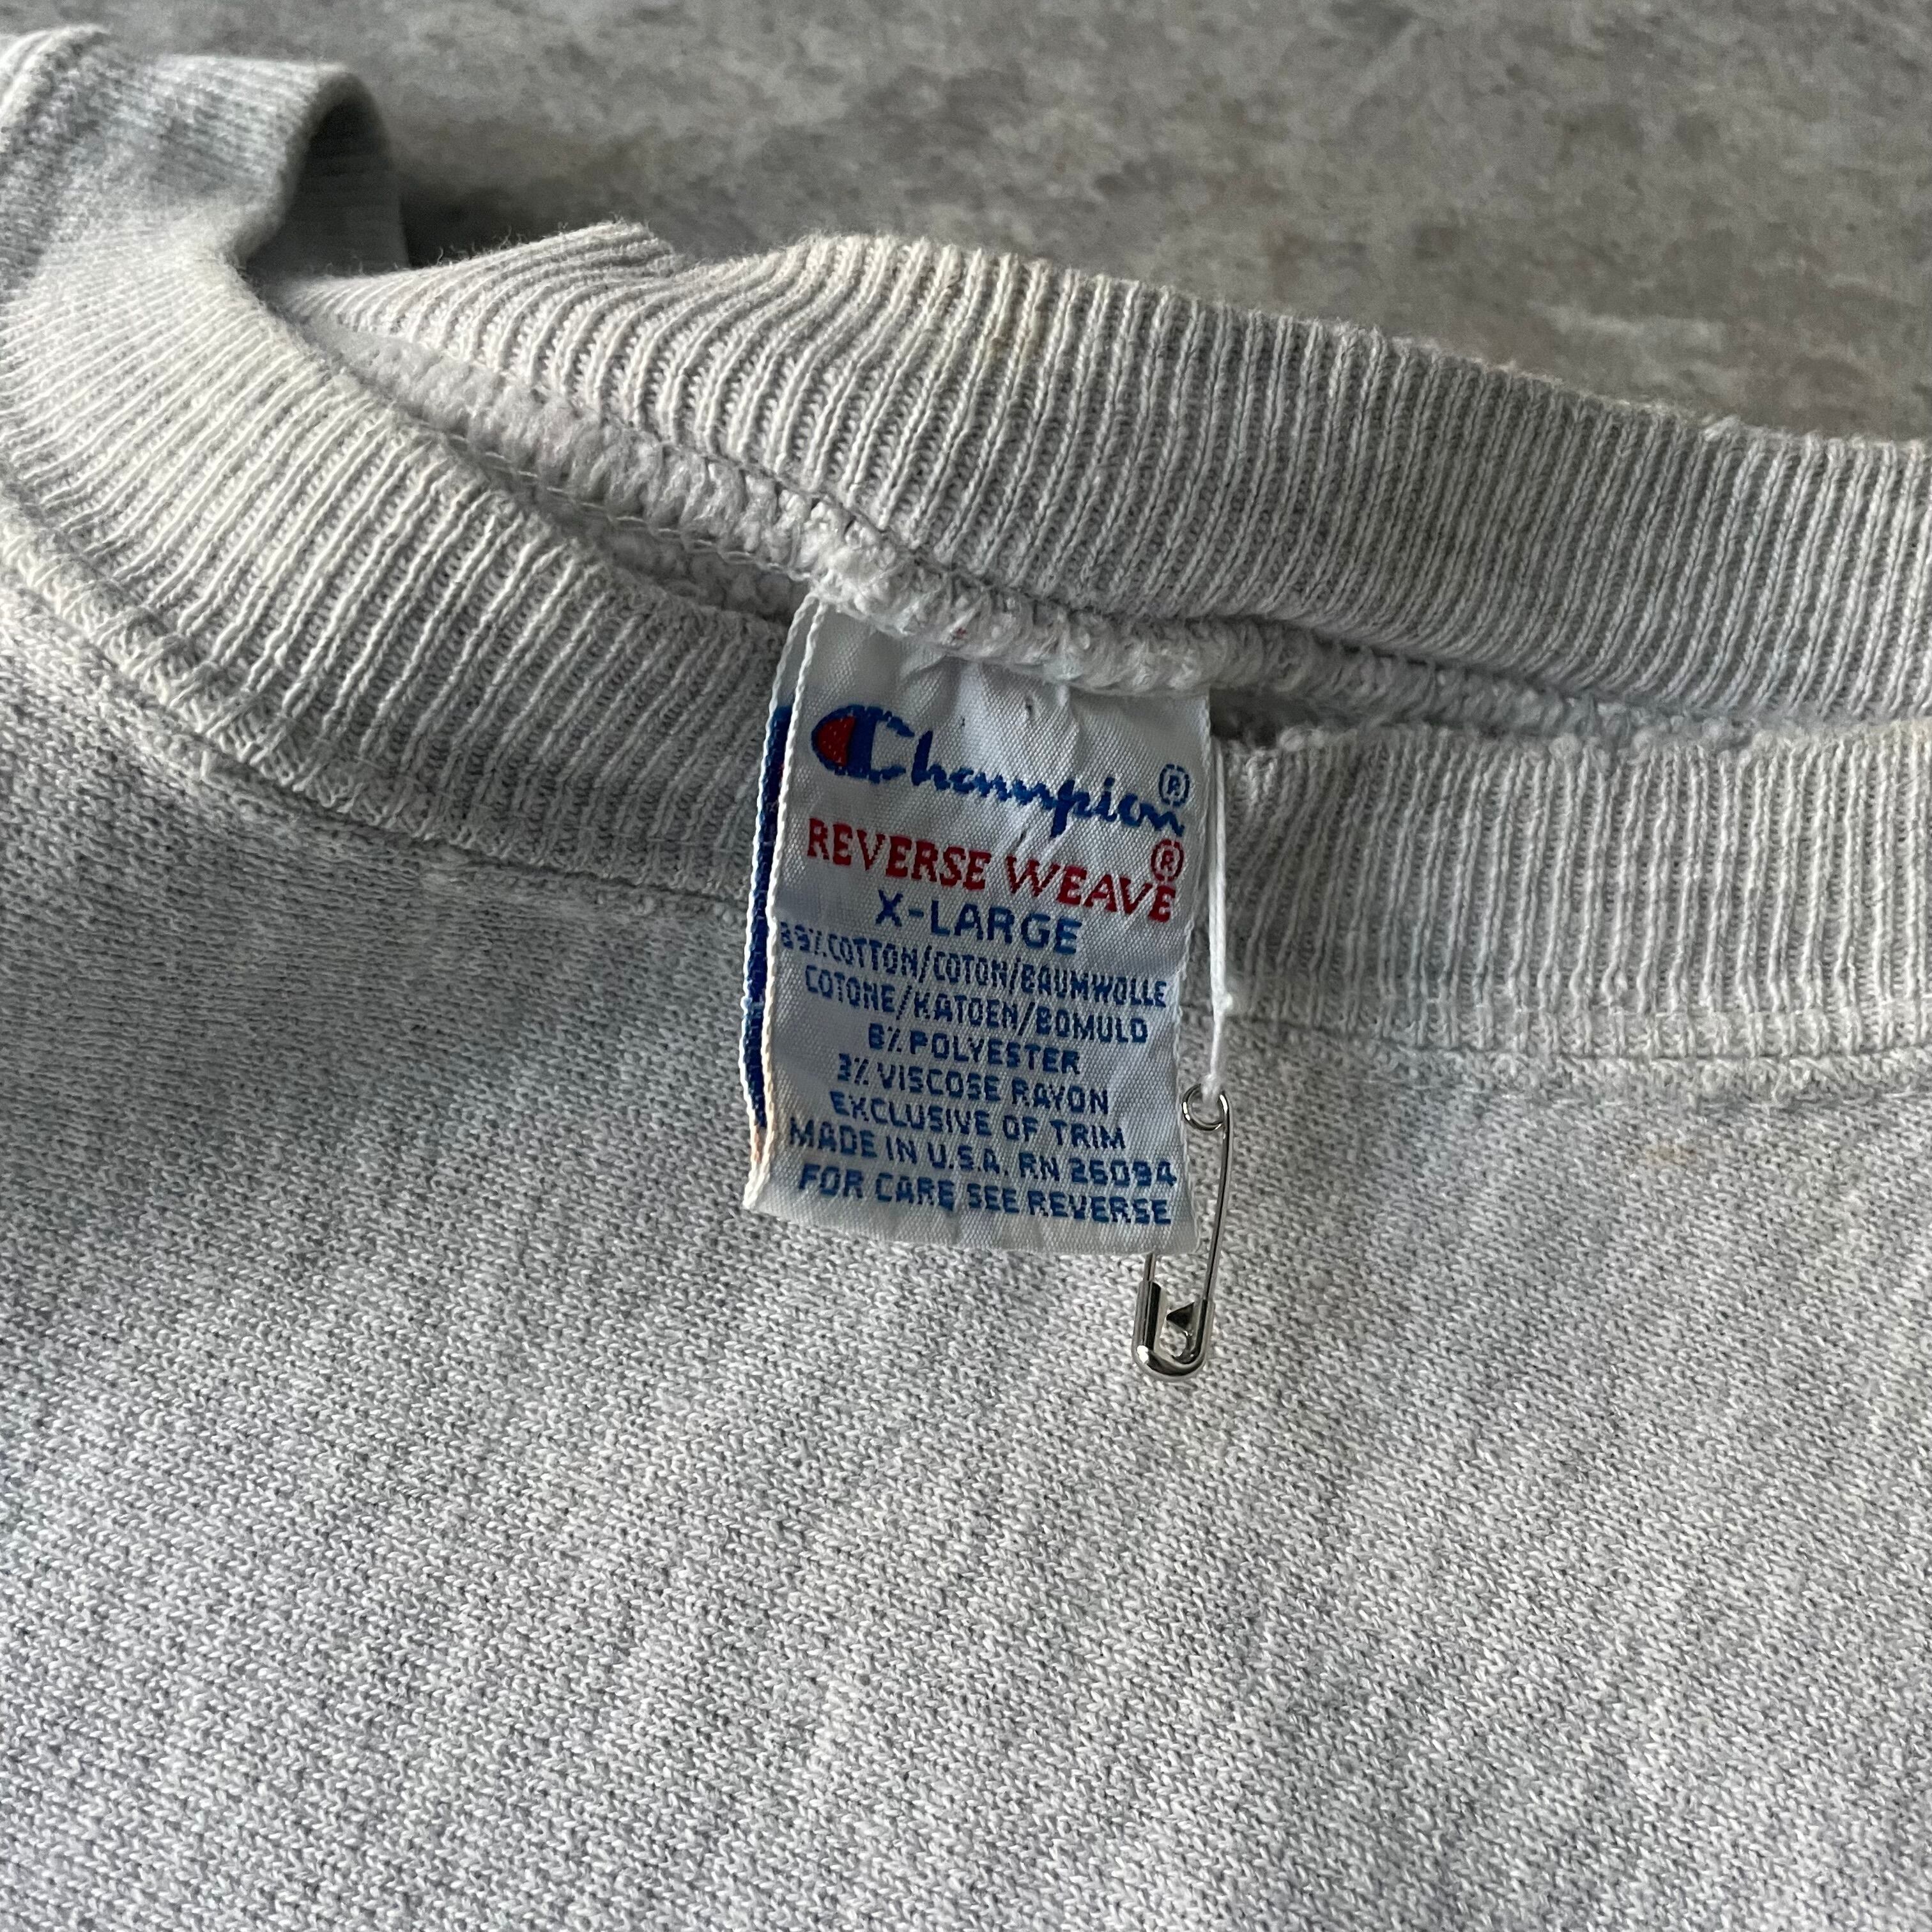 Champion®
REVERSE WEAVE®
X-LARGE
89% COTTON/COTON/BAUMWOLLE
COTONE/KATOEN/BOMULD
8% POLYESTER
3% VISCOSE RAYON
EXCLUSIVE OF TRIM
MADE IN U.S.A. RN 26094
FOR CARE SEE REVERSE